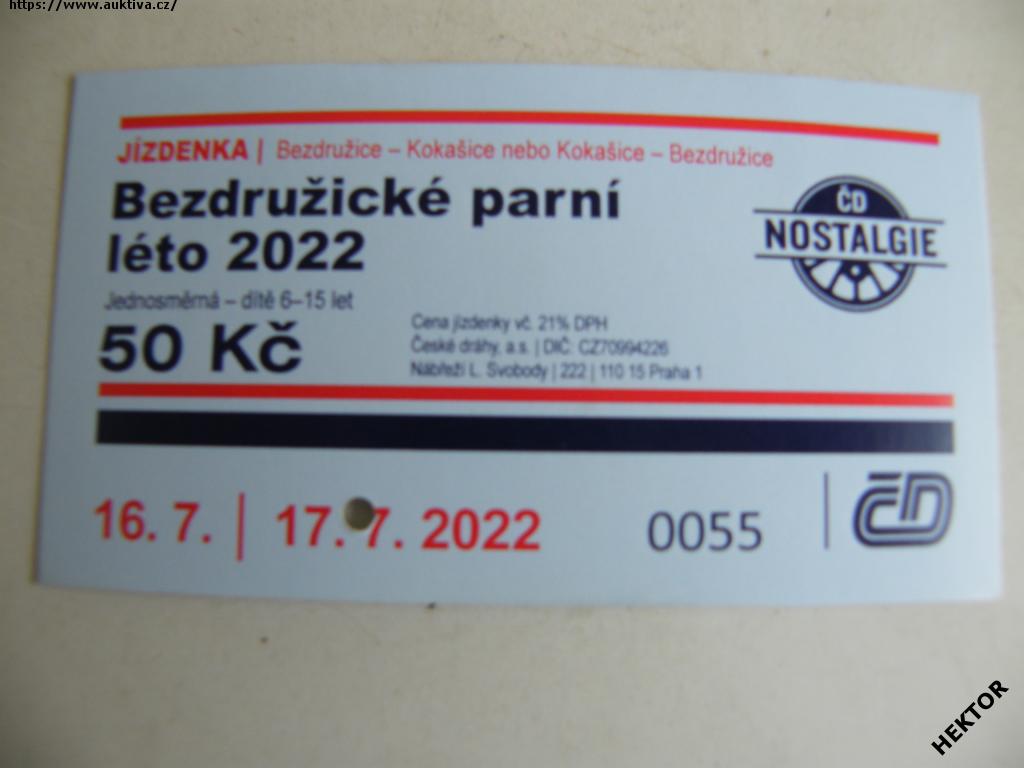 https://www.auktiva.cz/
JÍZDENKA | Bezdružice – Kokašice nebo Kokašice – Bezdružice
Bezdružické parní
léto 2022
ČD
NOSTALGIE
Jednosměrná – dítě 6–15 let
50 Kč
Cena jízdenky vč. 21% DPH
České dráhy, a.s. | DIČ: CZ70994226
Nábřeží L. Svobody | 222 | 110 15 Praha 1
16. 7. | 17. 7. 2022
0055 | ČD
HEKTOR